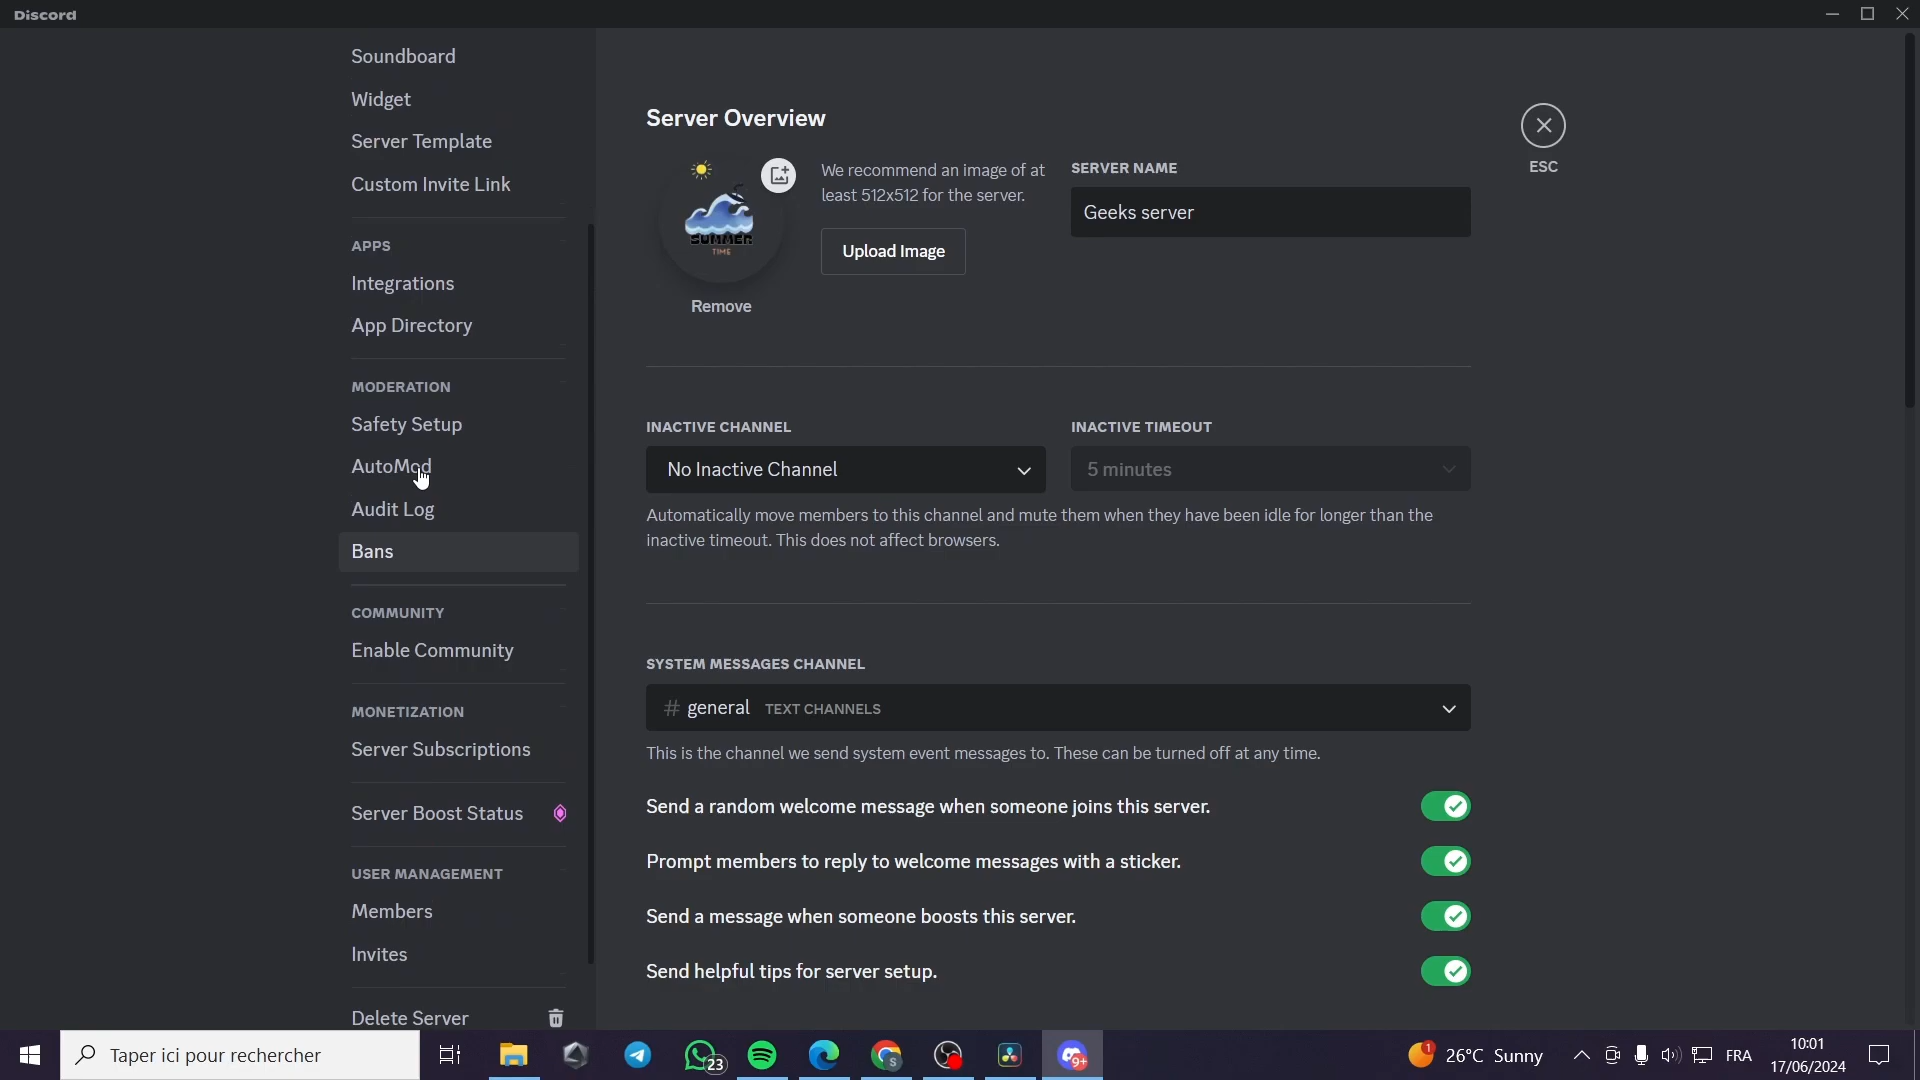 Discord
Soundboard
Widget
Server Template
Custom Invite Link
APPS
Integrations
App Directory
MODERATION
Safety Setup
AutoMod
Audit Log
Bans
COMMUNITY
Enable Community
MONETIZATION
Server Subscriptions
Server Boost Status
USER MANAGEMENT
Members
Invites
Delete Server
Server Overview
SUMMER
TIME
Remove
We recommend an image of at
least 512x512 for the server.
Upload Image
SERVER NAME
Geeks server
ESC
INACTIVE CHANNEL
No Inactive Channel
INACTIVE TIMEOUT
5 minutes
Automatically move members to this channel and mute them when they have been idle for longer than the
inactive timeout. This does not affect browsers.
SYSTEM MESSAGES CHANNEL
# general TEXT CHANNELS
This is the channel we send system event messages to. These can be turned off at any time.
Send a random welcome message when someone joins this server.
Prompt members to reply to welcome messages with a sticker.
Send a message when someone boosts this server.
Send helpful tips for server setup.
Taper ici pour rechercher
23
S
9+
1
26°C Sunny
FRA
10:01
17/06/2024